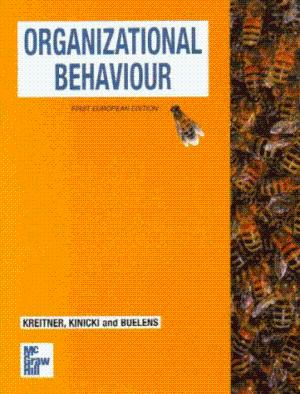 ORGANIZATIONAL
BEHAVIOUR
FIRST EUROPEAN EDITION
KREITNER, KINICKI and BUELENS
Mc
Graw
Hill